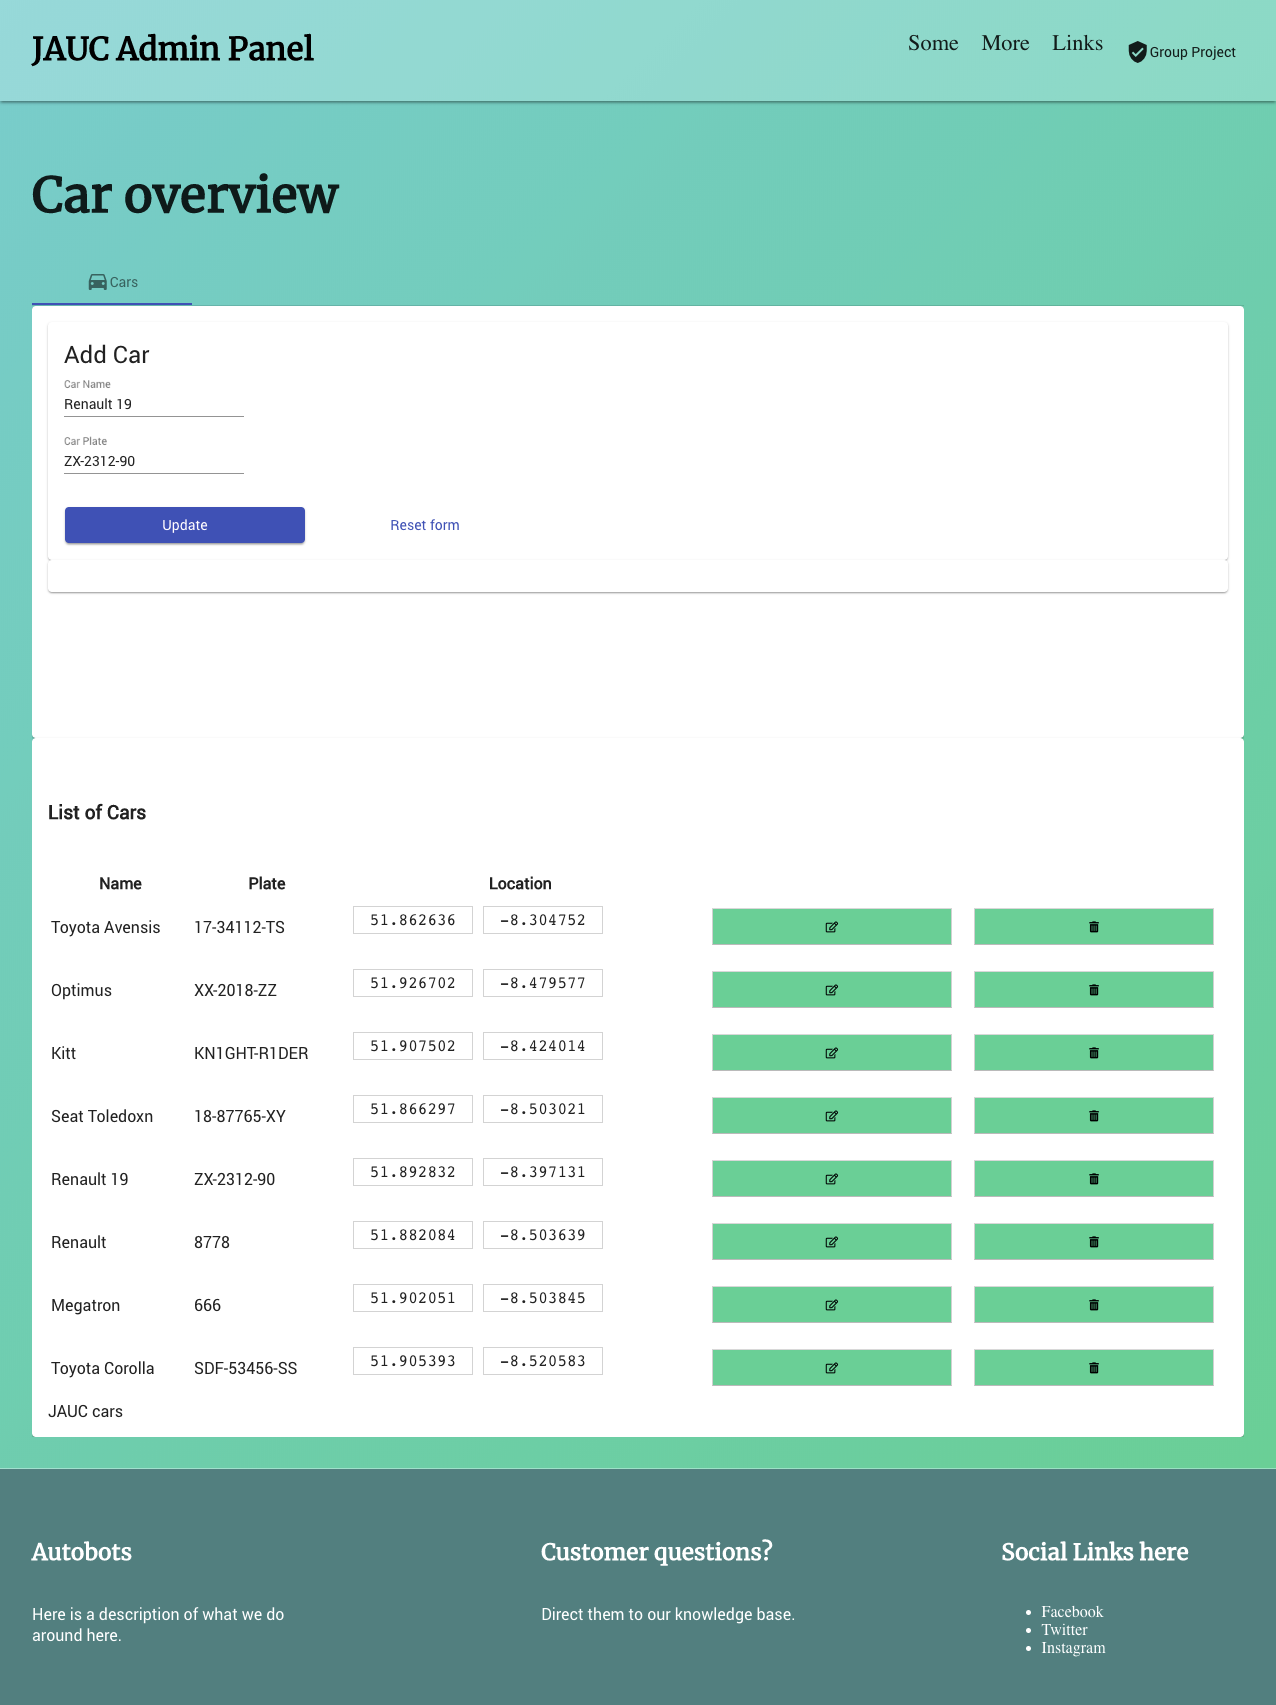 JAUC Admin Panel
Some More Links Group Project
Car overview
Cars
Add Car
Car Name
Renault 19
Car Plate
ZX-2312-90
Update Reset form
List of Cars
Name Plate Location
Toyota Avensis 17-34112-TS 51.862636 -8.304752
Optimus XX-2018-ZZ 51.926702 -8.479577
Kitt KN1GHT-R1DER 51.907502 -8.424014
Seat Toledoxn 18-87765-XY 51.866297 -8.503021
Renault 19 ZX-2312-90 51.892832 -8.397131
Renault 8778 51.882084 -8.503639
Megatron 666 51.902051 -8.503845
Toyota Corolla SDF-53456-SS 51.905393 -8.520583
JAUC cars
Autobots
Here is a description of what we do
around here.
Customer questions?
Direct them to our knowledge base.
Social Links here
Facebook
Twitter
Instagram